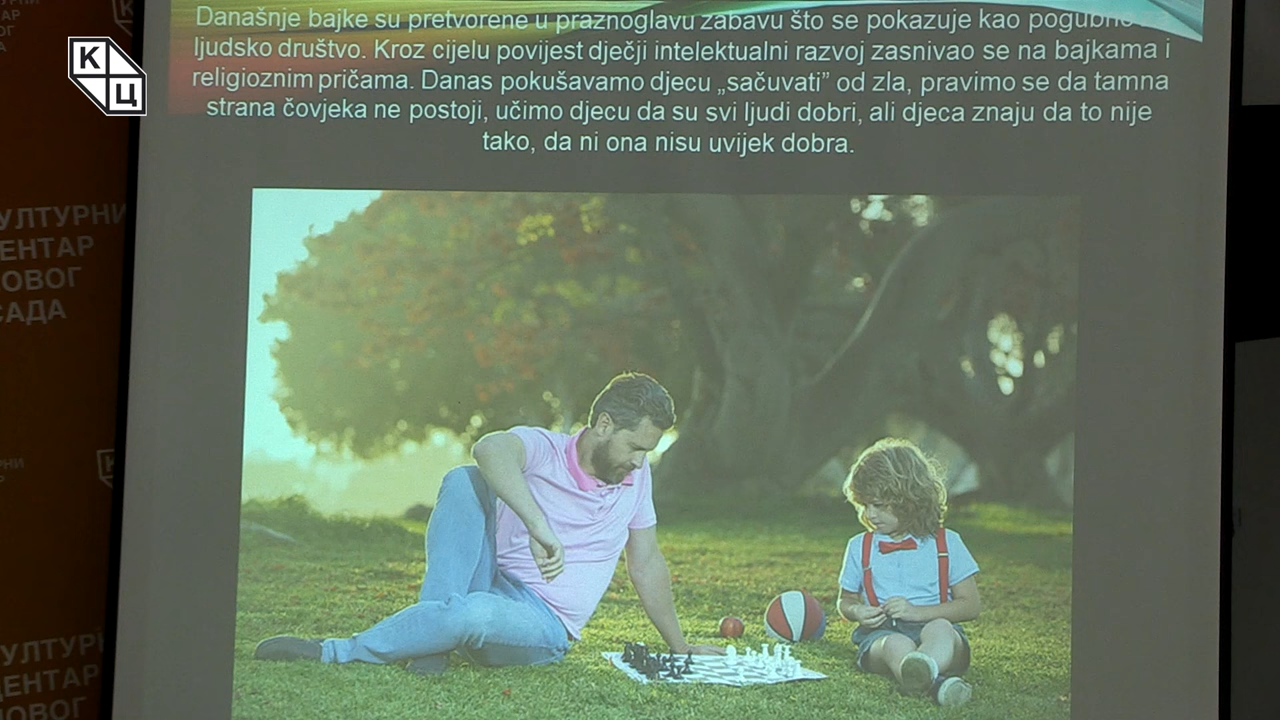 Današnje bajke su pretvorene u praznoglavu zabavu što se pokazuje kao pogubno za
ljudsko društvo. Kroz cijelu povijest dječji intelektualni razvoj zasnivao se na bajkama i
religioznim pričama. Danas pokušavamo djecu „sačuvati” od zla, pravimo se da tamna
strana čovjeka ne postoji, učimo djecu da su svi ljudi dobri, ali djeca znaju da to nije
tako, da ni ona nisu uvijek dobra.
К
Ц
УЛТУРНИ
ЕНТАР
ОВОГ
САДА
УЛТУРН
ЦЕНТАР
ОВОГ